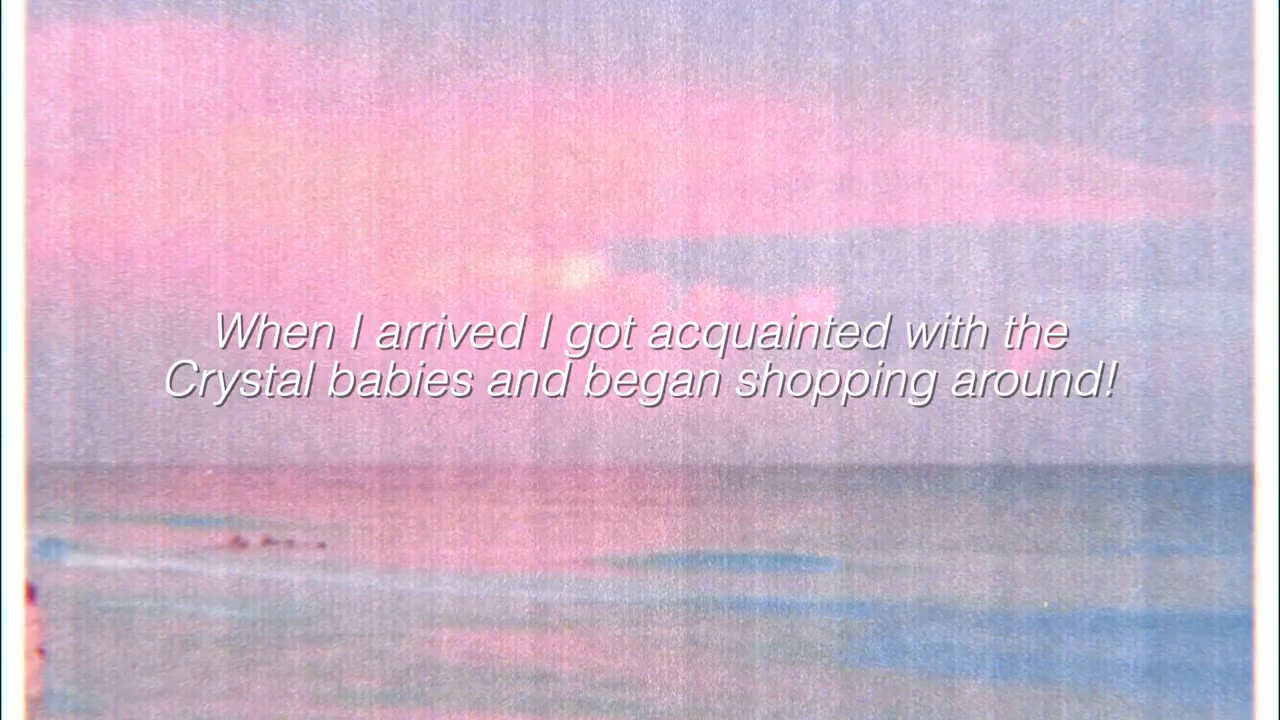 When I arrived I got acquainted with the
Crystal babies and began shopping around!